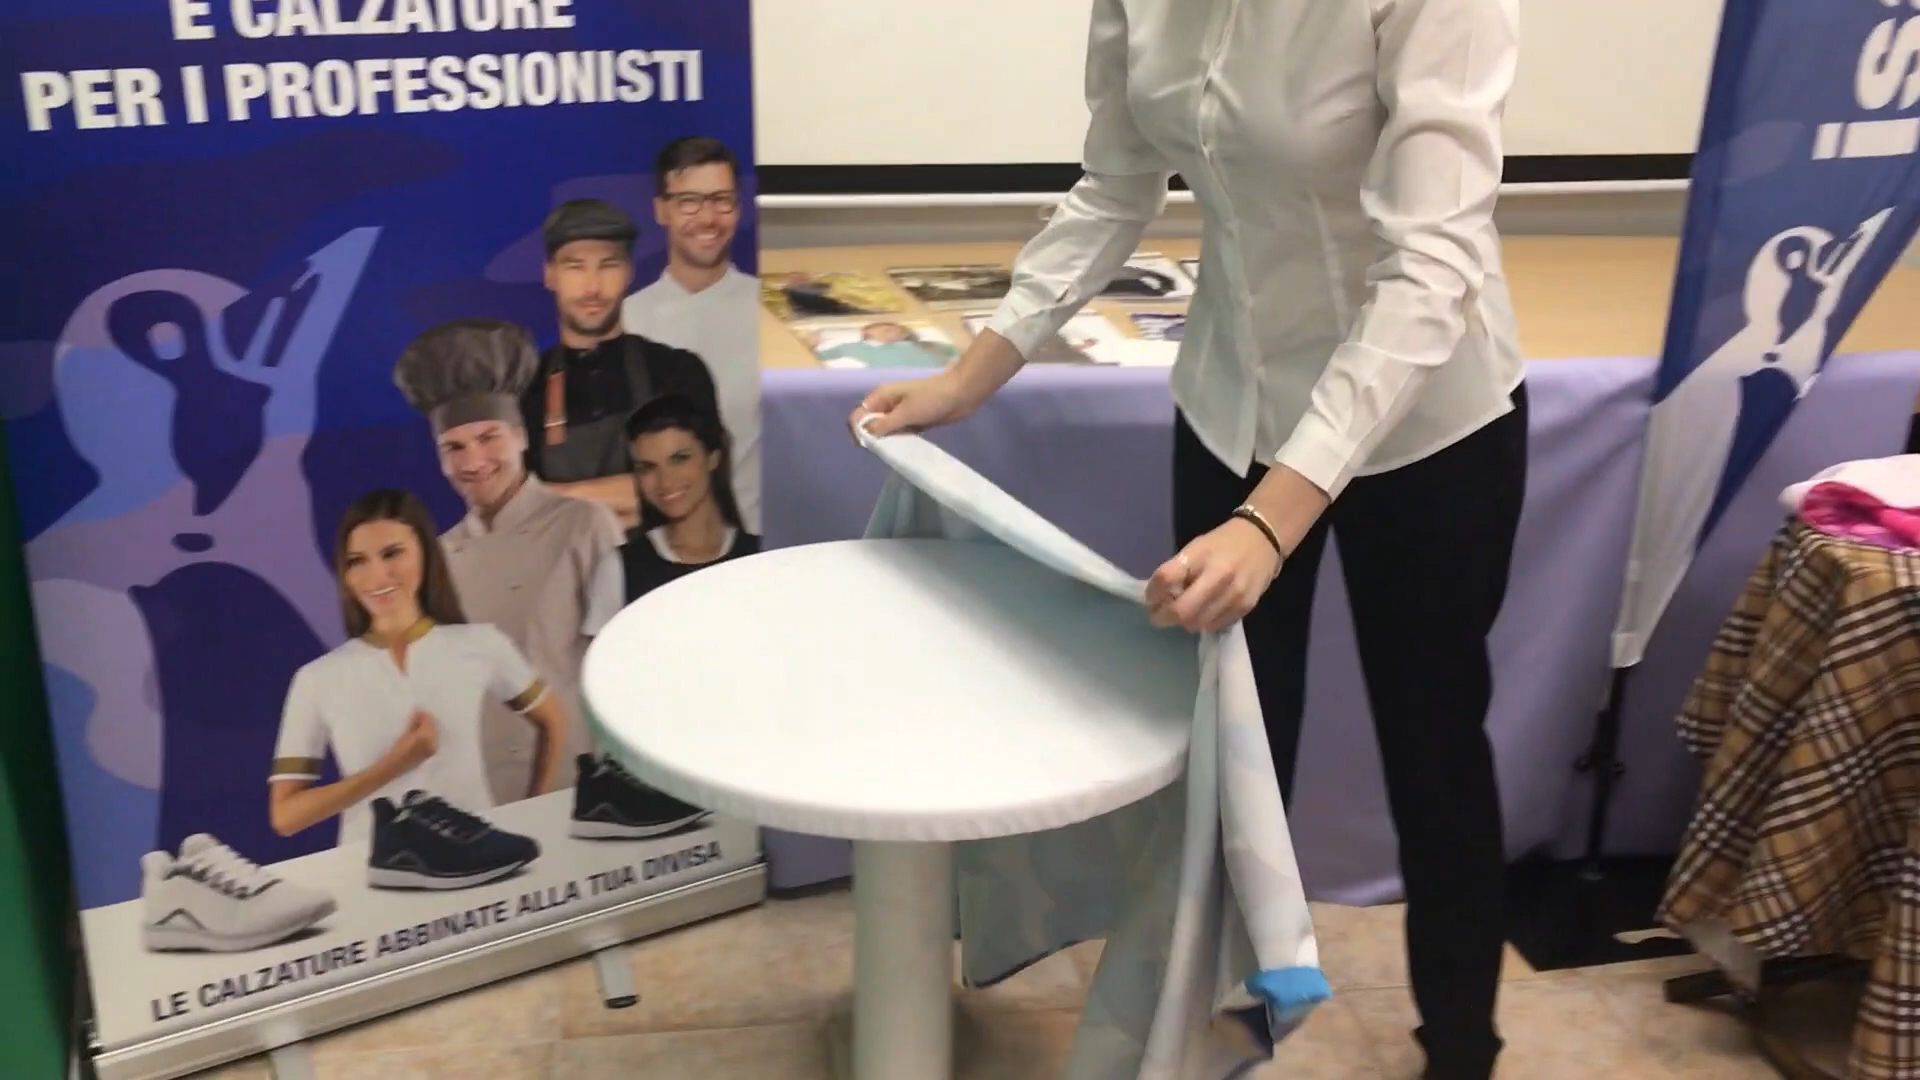 E CALZATURE
PER I PROFESSIONISTI
LE CALZATURE ABBINATE ALLA TUA DIVISA